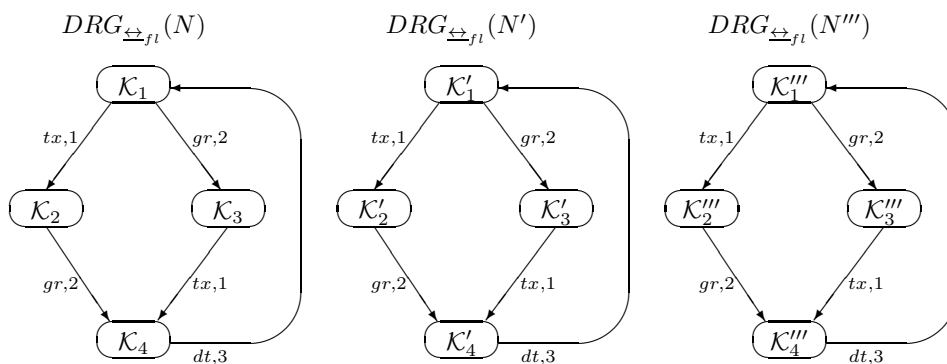 DRG↔fl(N) DRG↔fl(N′) DRG↔fl(N′′′)
𝒦1 𝒦′1 𝒦′′′1
tx,1 gr,2 tx,1 gr,2 tx,1 gr,2
𝒦2 𝒦3 𝒦′2 𝒦′3 𝒦′′′2 𝒦′′′3
gr,2 tx,1 gr,2 tx,1 gr,2 tx,1
𝒦4 𝒦′4 𝒦′′′4
dt,3 dt,3 dt,3